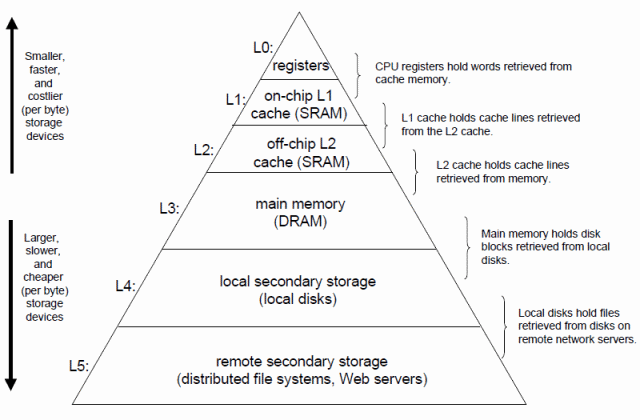 L0:
registers
CPU registers hold words retrieved from
cache memory.
Smaller,
faster,
and
costlier
(per byte)
storage
devices
L1:
on-chip L1
cache (SRAM)
L1 cache holds cache lines retrieved
from the L2 cache.
L2:
off-chip L2
cache (SRAM)
L2 cache holds cache lines
retrieved from memory.
L3:
main memory
(DRAM)
Main memory holds disk
blocks retrieved from local
disks.
Larger,
slower,
and
cheaper
(per byte)
storage
devices
L4:
local secondary storage
(local disks)
Local disks hold files
retrieved from disks on
remote network servers.
L5:
remote secondary storage
(distributed file systems, Web servers)